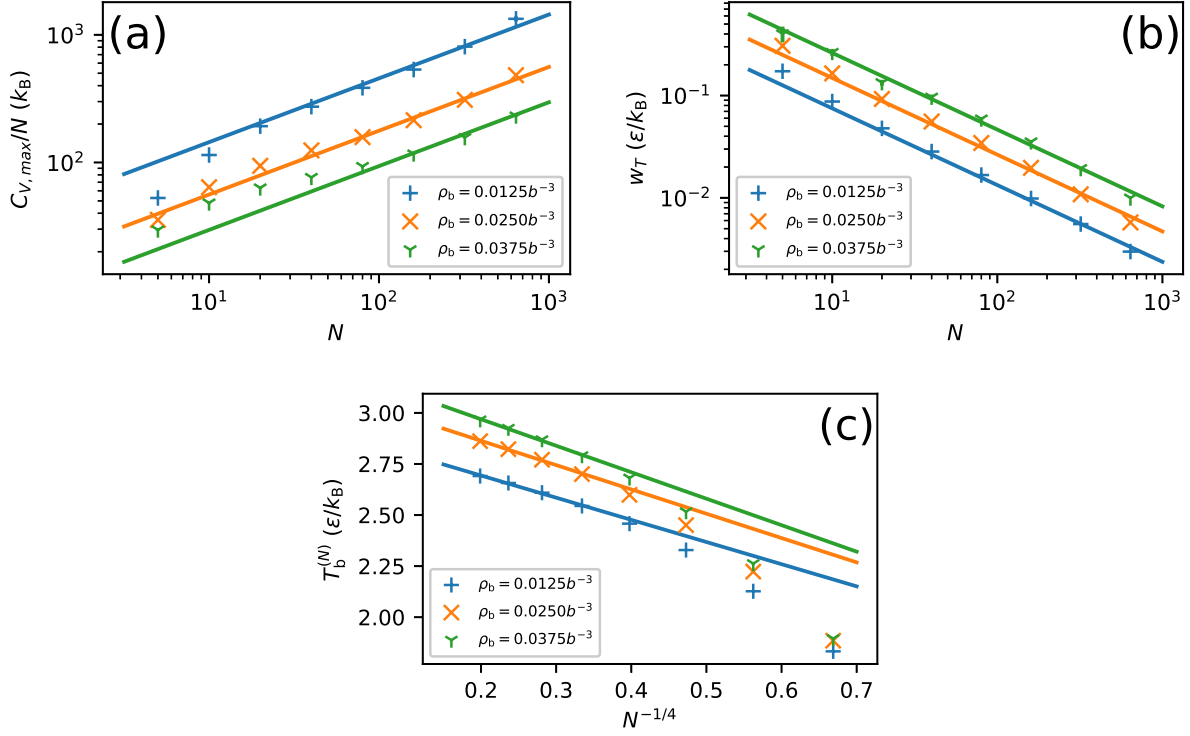 (a)
C_{V,max}/N (k_B)
10³
10²
ρ_b = 0.0125b⁻³
ρ_b = 0.0250b⁻³
ρ_b = 0.0375b⁻³
10¹ 10² 10³
N
(b)
w_T (ε/k_B)
10⁻¹
10⁻²
ρ_b = 0.0125b⁻³
ρ_b = 0.0250b⁻³
ρ_b = 0.0375b⁻³
10¹ 10² 10³
N
(c)
T_b^{(N)} (ε/k_B)
3.00
2.75
2.50
2.25
2.00
ρ_b = 0.0125b⁻³
ρ_b = 0.0250b⁻³
ρ_b = 0.0375b⁻³
0.2 0.3 0.4 0.5 0.6 0.7
N^{−1/4}